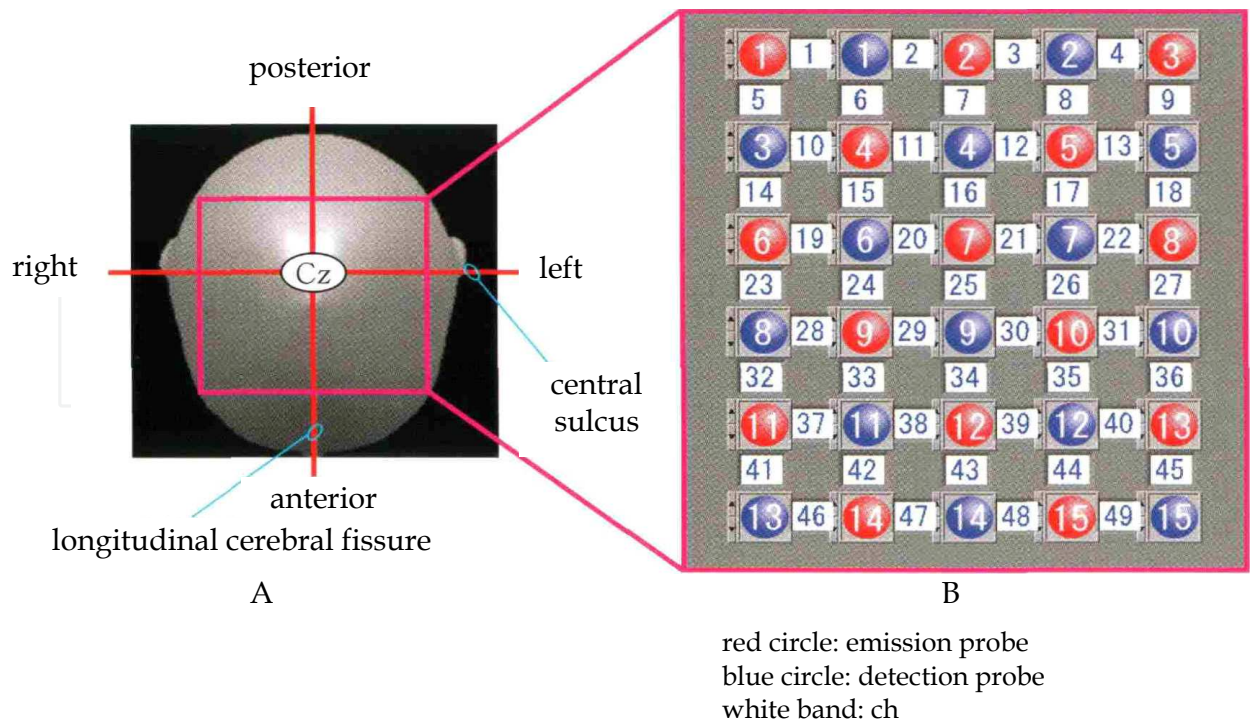 posterior
right
Cz
left
central
sulcus
anterior
longitudinal cerebral fissure
A
1 1 1 2 2 3 2 4 3
5 6 7 8 9
3 10 4 11 4 12 5 13 5
14 15 16 17 18
6 19 6 20 7 21 7 22 8
23 24 25 26 27
8 28 9 29 9 30 10 31 10
32 33 34 35 36
11 37 11 38 12 39 12 40 13
41 42 43 44 45
13 46 14 47 14 48 15 49 15
B
red circle: emission probe
blue circle: detection probe
white band: ch